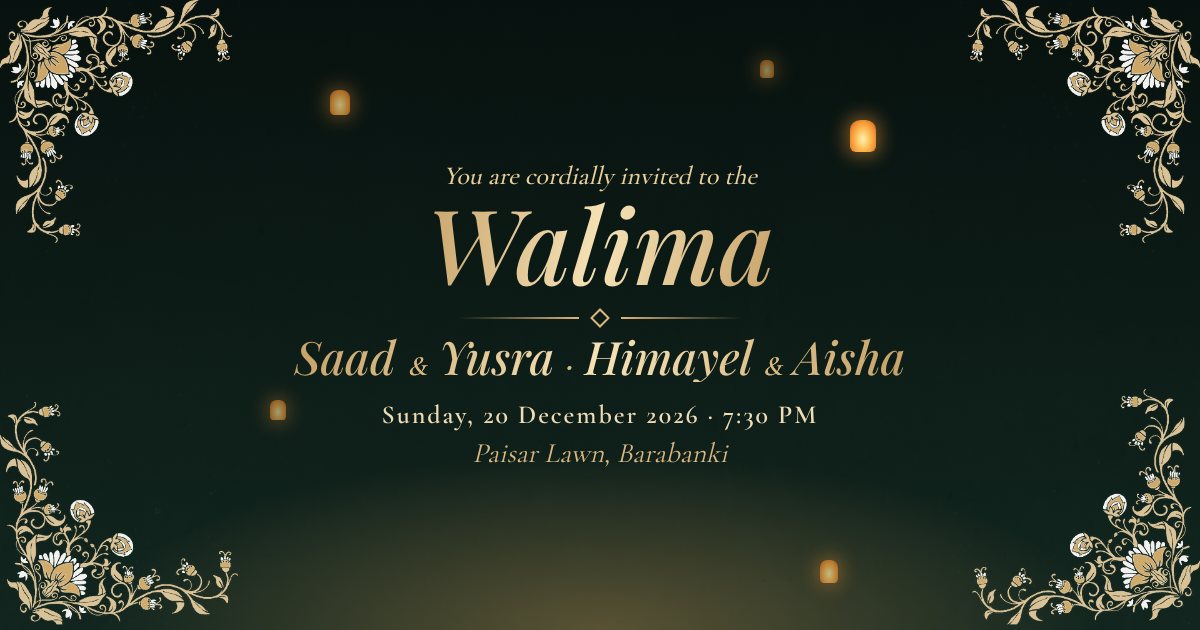 You are cordially invited to the
Walima
Saad & Yusra · Himayel & Aisha
Sunday, 20 December 2026 · 7:30 PM
Paisar Lawn, Barabanki